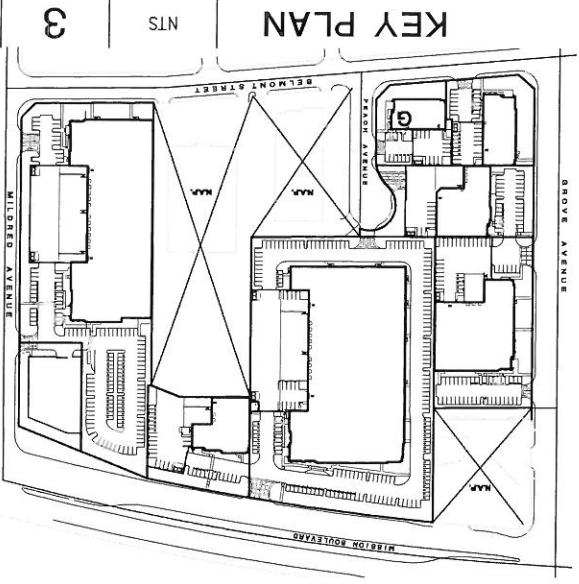 3
NTS
KEY PLAN
BELMONT STREET
PEACH AVENUE
G
GROVE AVENUE
MILDRED AVENUE
N.A.P.
N.A.P.
N.A.P.
MISSION BOULEVARD